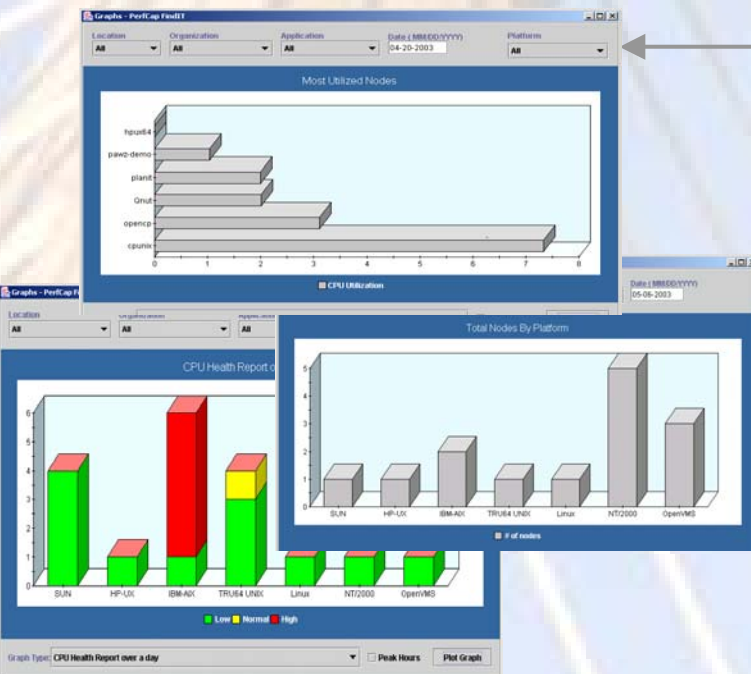 Graphs - PerfCap FindIT
Location
Organization
Application
Date ( MM/DD/YYYY)
Platform
All
All
All
04-20-2003
All
Most Utilized Nodes
hpux64
pawz-demo
planit
Qnut
opencp
cpunix
0 1 2 3 4 5 6 7 8
CPU Utilization
Date ( MM/DD/YYYY)
05-06-2003
Graphs - PerfCap
Location
All
All
All
CPU Health Report
6
5
4
3
2
1
0
SUN HP-UX IBM-AIX TRU64 UNIX Linux NT/2000 OpenVMS
Low Normal High
Graph Type: CPU Health Report over a day
Peak Hours
Plot Graph
Total Nodes By Platform
5
4
3
2
1
0
SUN HP-UX IBM-AIX TRU64 UNIX Linux NT/2000 OpenVMS
# of nodes